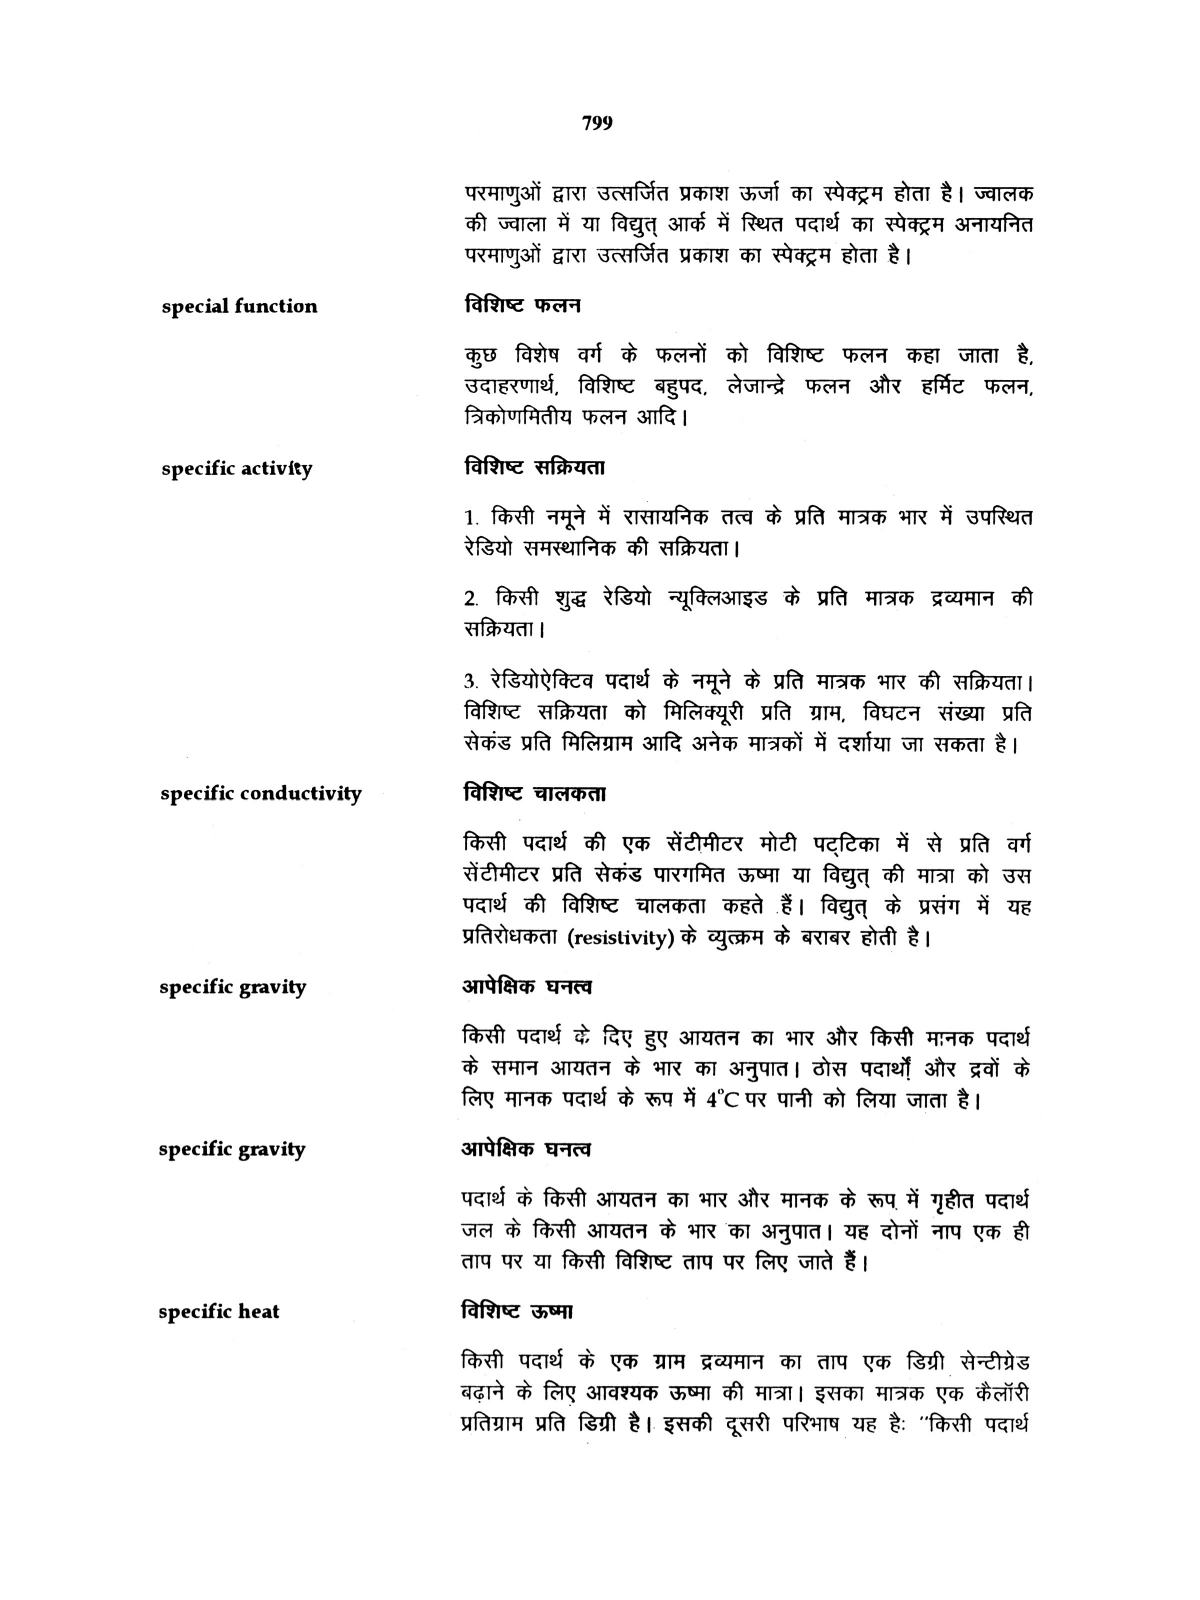 799
परमाणुओं द्वारा उत्सर्जित प्रकाश ऊर्जा का स्पेक्ट्रम होता है। ज्वालक
की ज्वाला में या विद्युत् आर्क में स्थित पदार्थ का स्पेक्ट्रम अनायनित
परमाणुओं द्वारा उत्सर्जित प्रकाश का स्पेक्ट्रम होता है।
special function विशिष्ट फलन
कुछ विशेष वर्ग के फलनों को विशिष्ट फलन कहा जाता है,
उदाहरणार्थ, विशिष्ट बहुपद, लेजान्द्रे फलन और हर्मिट फलन,
त्रिकोणमितीय फलन आदि।
specific activity विशिष्ट सक्रियता
1. किसी नमूने में रासायनिक तत्व के प्रति मात्रक भार में उपस्थित
रेडियो समस्थानिक की सक्रियता।
2. किसी शुद्ध रेडियो न्यूक्लिआइड के प्रति मात्रक द्रव्यमान की
सक्रियता।
3. रेडियोऐक्टिव पदार्थ के नमूने के प्रति मात्रक भार की सक्रियता।
विशिष्ट सक्रियता को मिलिक्यूरी प्रति ग्राम, विघटन संख्या प्रति
सेकंड प्रति मिलिग्राम आदि अनेक मात्रकों में दर्शाया जा सकता है।
specific conductivity विशिष्ट चालकता
किसी पदार्थ की एक सेंटीमीटर मोटी पट्टिका में से प्रति वर्ग
सेंटीमीटर प्रति सेकंड पारगमित ऊष्मा या विद्युत् की मात्रा को उस
पदार्थ की विशिष्ट चालकता कहते हैं। विद्युत् के प्रसंग में यह
प्रतिरोधकता (resistivity) के व्युत्क्रम के बराबर होती है।
specific gravity आपेक्षिक घनत्व
किसी पदार्थ के दिए हुए आयतन का भार और किसी मानक पदार्थ
के समान आयतन के भार का अनुपात। ठोस पदार्थों और द्रवों के
लिए मानक पदार्थ के रूप में 4°C पर पानी को लिया जाता है।
specific gravity आपेक्षिक घनत्व
पदार्थ के किसी आयतन का भार और मानक के रूप में गृहीत पदार्थ
जल के किसी आयतन के भार का अनुपात। यह दोनों नाप एक ही
ताप पर या किसी विशिष्ट ताप पर लिए जाते हैं।
specific heat विशिष्ट ऊष्मा
किसी पदार्थ के एक ग्राम द्रव्यमान का ताप एक डिग्री सेन्टीग्रेड
बढ़ाने के लिए आवश्यक ऊष्मा की मात्रा। इसका मात्रक एक कैलॉरी
प्रतिग्राम प्रति डिग्री है। इसकी दूसरी परिभाष यह हैः "किसी पदार्थ